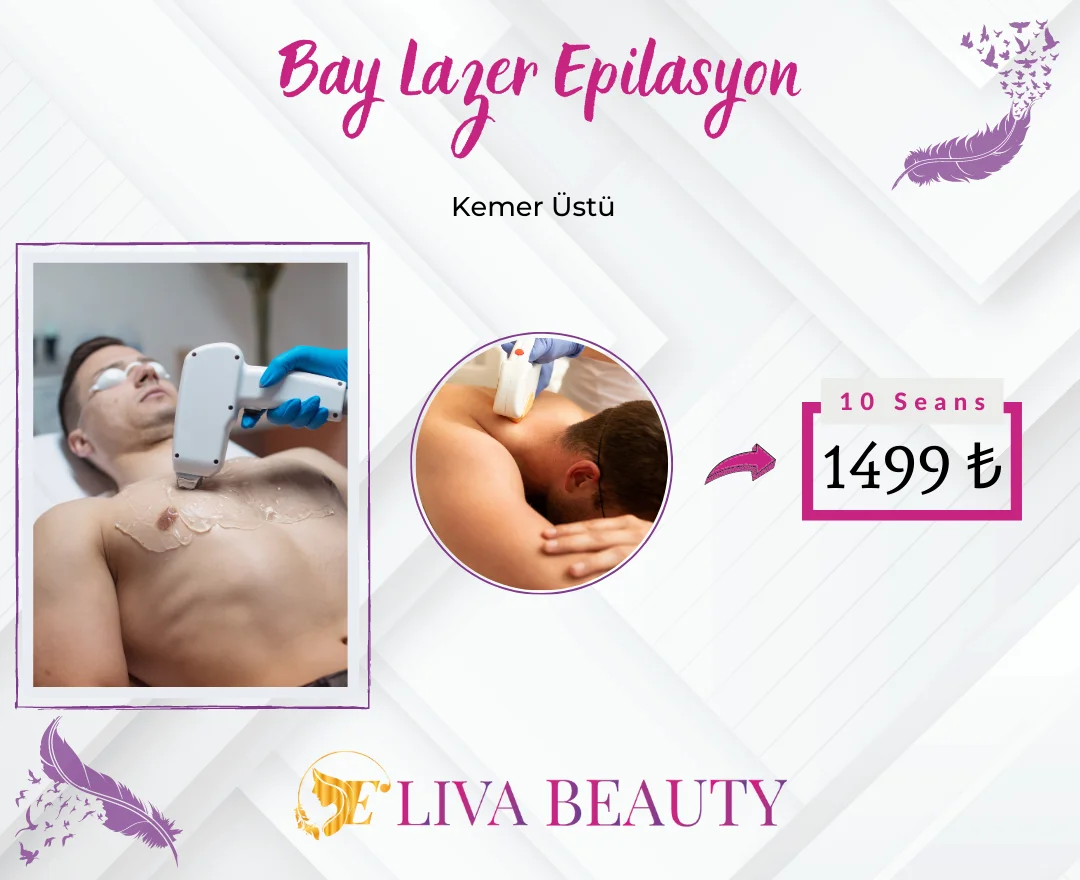 Bay Lazer Epilasyon
Kemer Üstü
10 Seans
1499 ₺
E LIVA BEAUTY